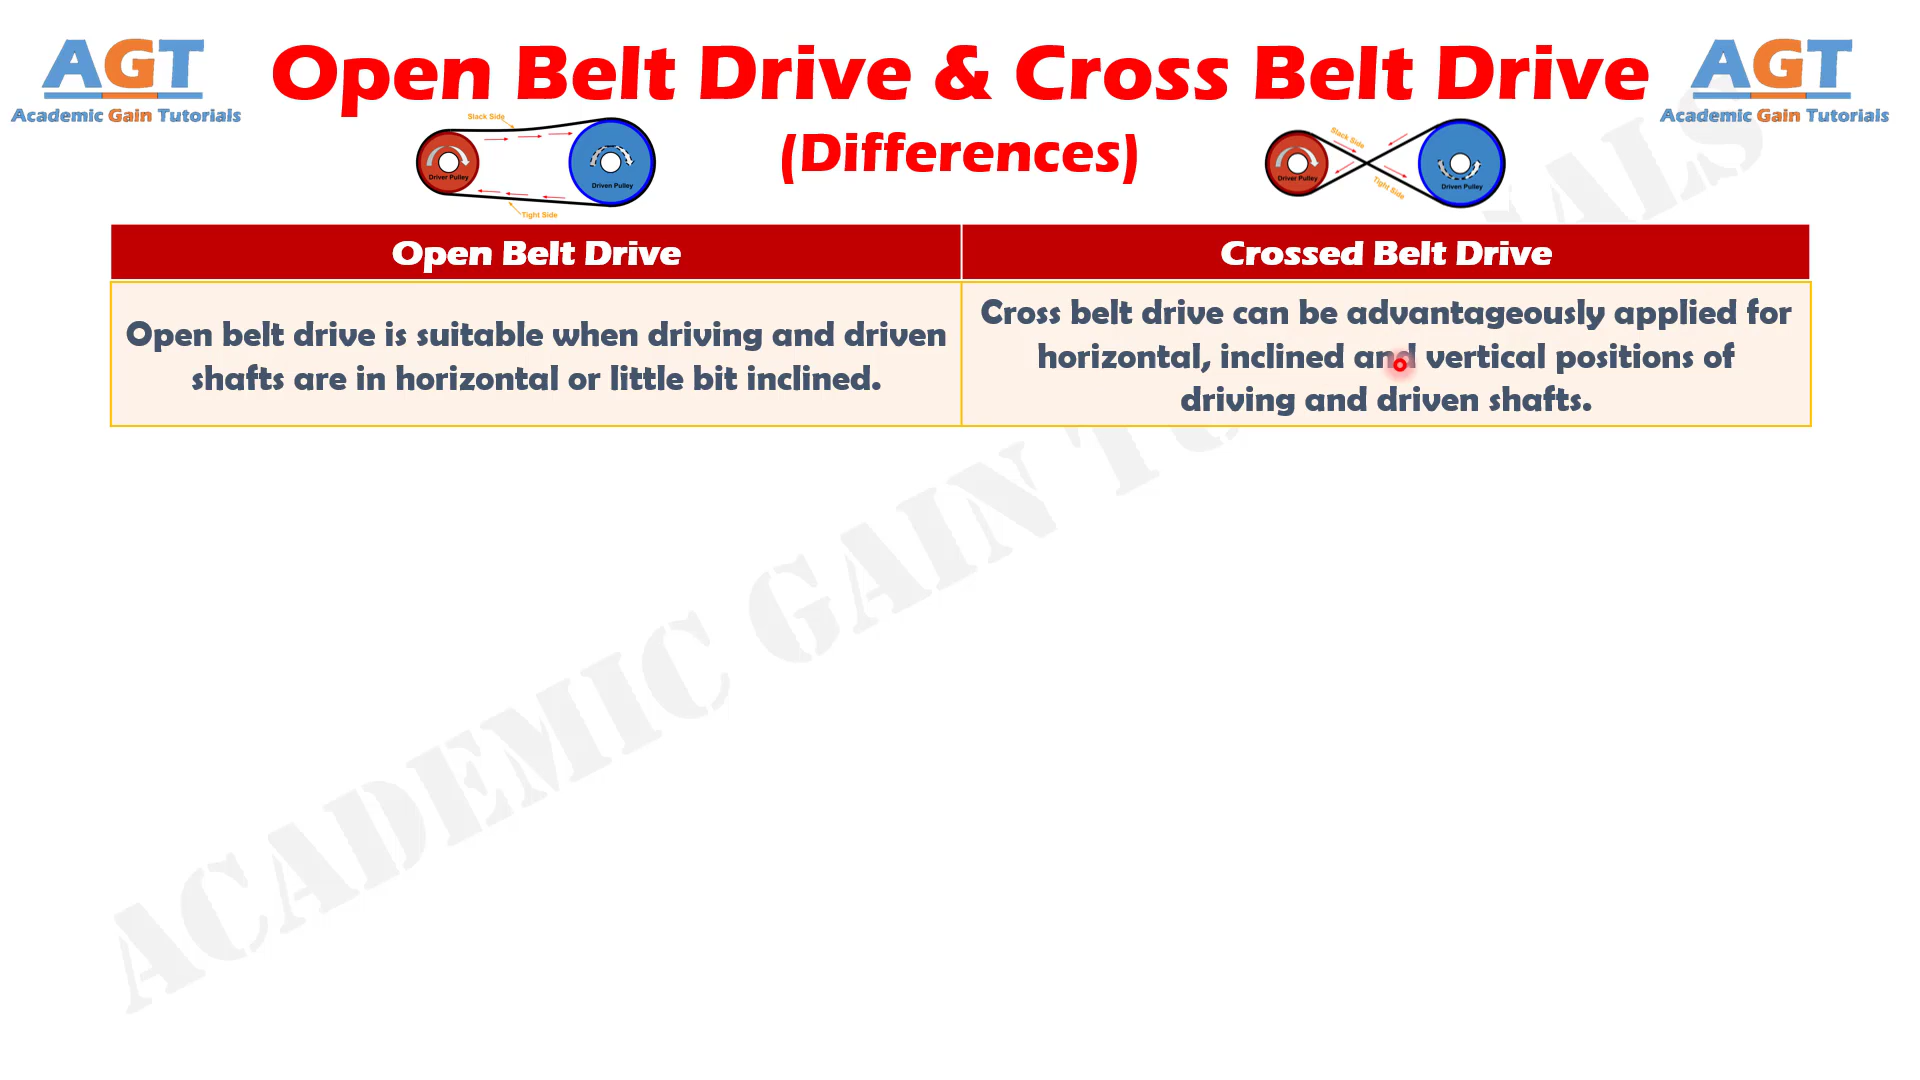 AGT
Academic Gain Tutorials
Open Belt Drive & Cross Belt Drive
(Differences)
AGT
Academic Gain Tutorials
Slack Side
Driver Pulley
Driven Pulley
Tight Side
Slack Side
Driver Pulley
Driven Pulley
Tight Side
Open Belt Drive
Crossed Belt Drive
Open belt drive is suitable when driving and driven
shafts are in horizontal or little bit inclined.
Cross belt drive can be advantageously applied for
horizontal, inclined and vertical positions of
driving and driven shafts.
ACADEMIC GAIN TUTORIALS